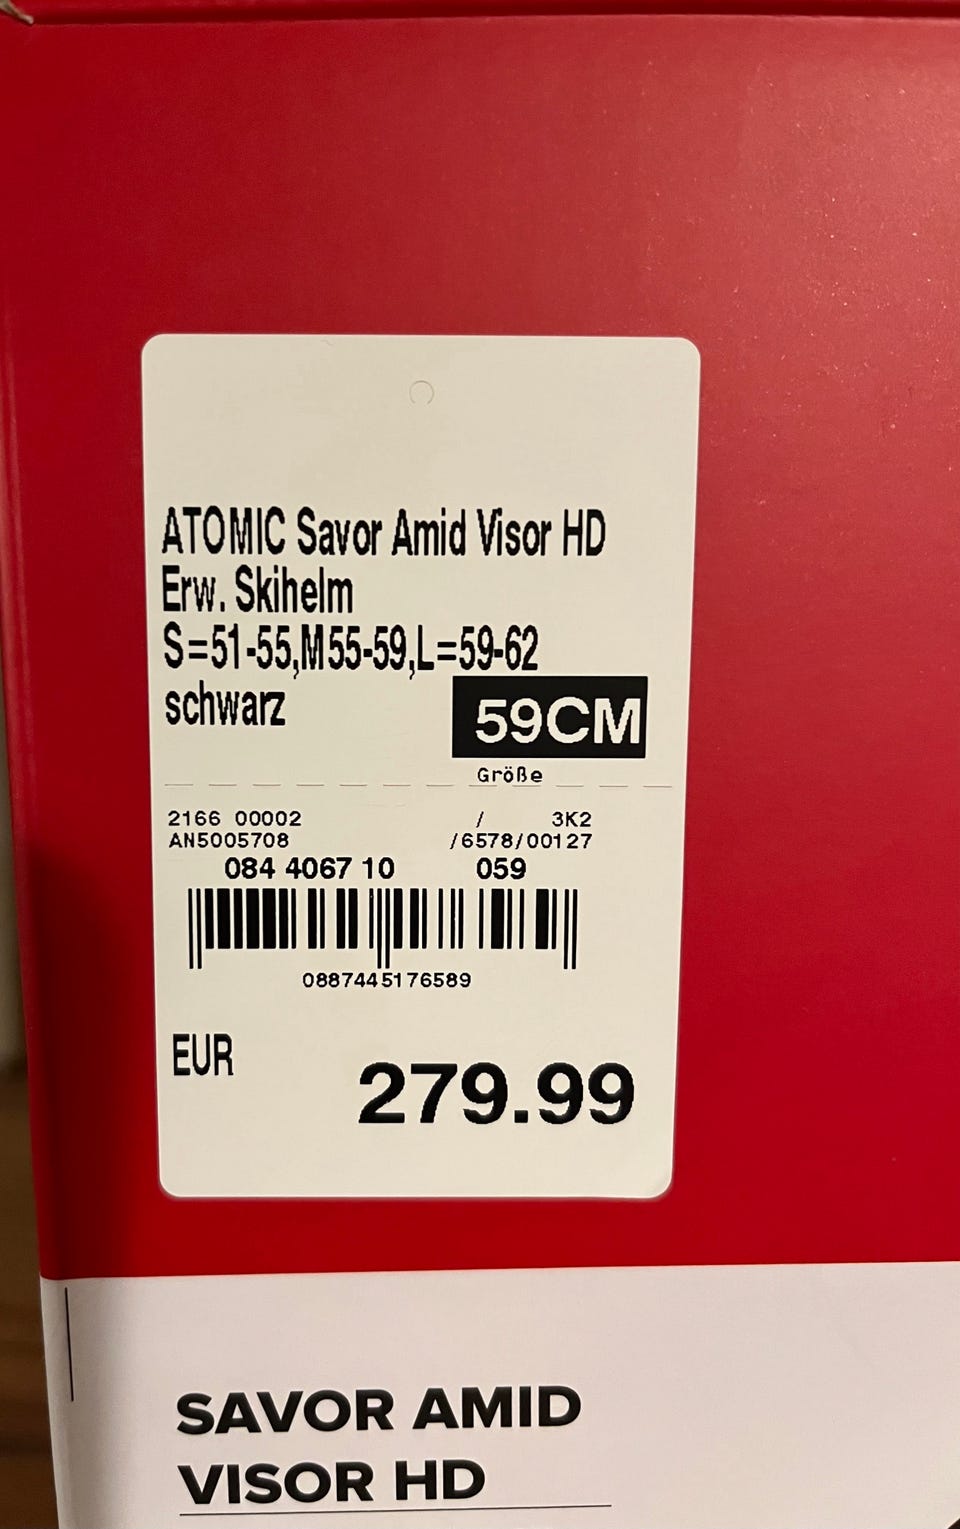 ATOMIC Savor Amid Visor HD
Erw. Skihelm
S=51-55,M55-59,L=59-62
schwarz
59CM
Größe
2166 00002 / 3K2
AN5005708 /6578/00127
084 4067 10 059
0887445176589
EUR
279.99
SAVOR AMID
VISOR HD